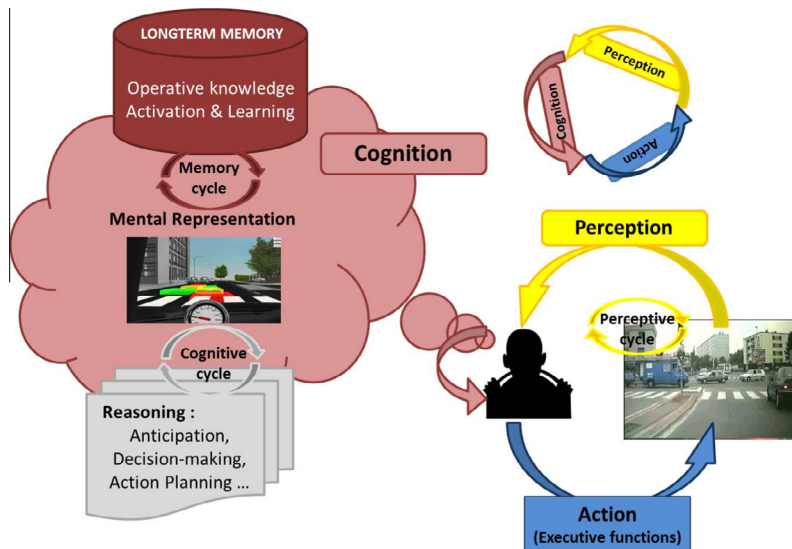 LONGTERM MEMORY
Operative knowledge
Activation & Learning
Memory
cycle
Mental Representation
Cognitive
cycle
Reasoning :
Anticipation,
Decision-making,
Action Planning ...
Cognition
Perception
Cognition
Action
Perception
Perceptive
cycle
Action
(Executive functions)